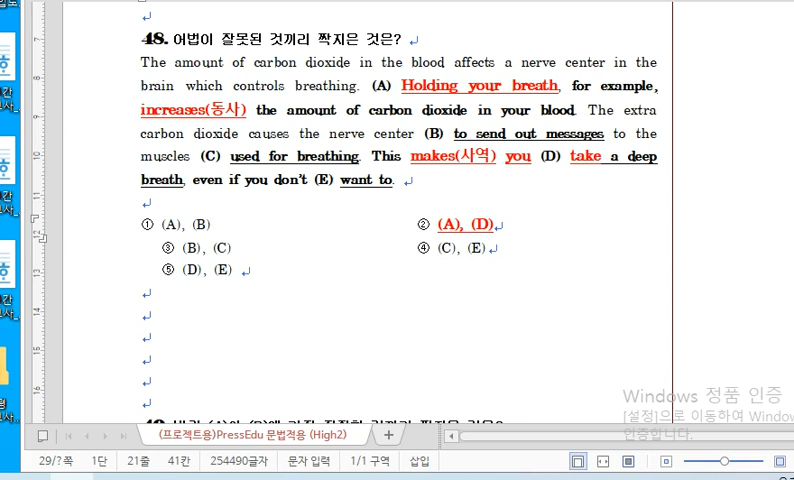 48. 어법이 잘못된 것끼리 짝지은 것은?
The amount of carbon dioxide in the blood affects a nerve center in the
brain which controls breathing. (A) Holding your breath, for example,
increases(동사) the amount of carbon dioxide in your blood. The extra
carbon dioxide causes the nerve center (B) to send out messages to the
muscles (C) used for breathing. This makes(사역) you (D) take a deep
breath, even if you don't (E) want to.
① (A), (B) ② (A), (D)
③ (B), (C) ④ (C), (E)
⑤ (D), (E)
Windows 정품 인증
[설정]으로 이동하여 Window
인증합니다.
(프로젝트용)PressEdu 문법적용 (High2)
29/?쪽 1단 21줄 41칸 254490글자 문자 입력 1/1 구역 삽입